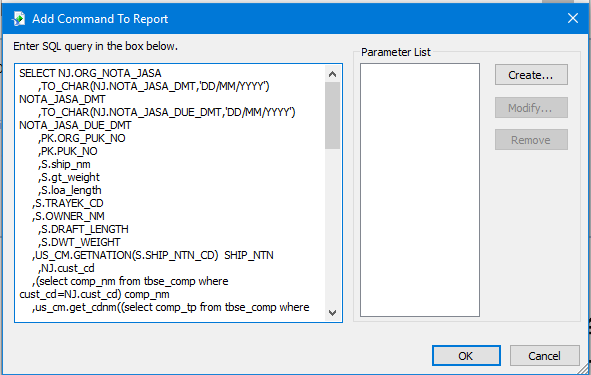 Add Command To Report
Enter SQL query in the box below.
SELECT NJ.ORG_NOTA_JASA
,TO_CHAR(NJ.NOTA_JASA_DMT,'DD/MM/YYYY')
NOTA_JASA_DMT
,TO_CHAR(NJ.NOTA_JASA_DUE_DMT,'DD/MM/YYYY')
NOTA_JASA_DUE_DMT
,PK.ORG_PUK_NO
,PK.PUK_NO
,S.ship_nm
,S.gt_weight
,S.loa_length
,S.TRAYEK_CD
,S.OWNER_NM
,S.DRAFT_LENGTH
,S.DWT_WEIGHT
,US_CM.GETNATION(S.SHIP_NTN_CD) SHIP_NTN
,NJ.cust_cd
,(select comp_nm from tbse_comp where
cust_cd=NJ.cust_cd) comp_nm
,us_cm.get_cdnm((select comp_tp from tbse_comp where
Parameter List
Create...
Modify...
Remove
OK
Cancel